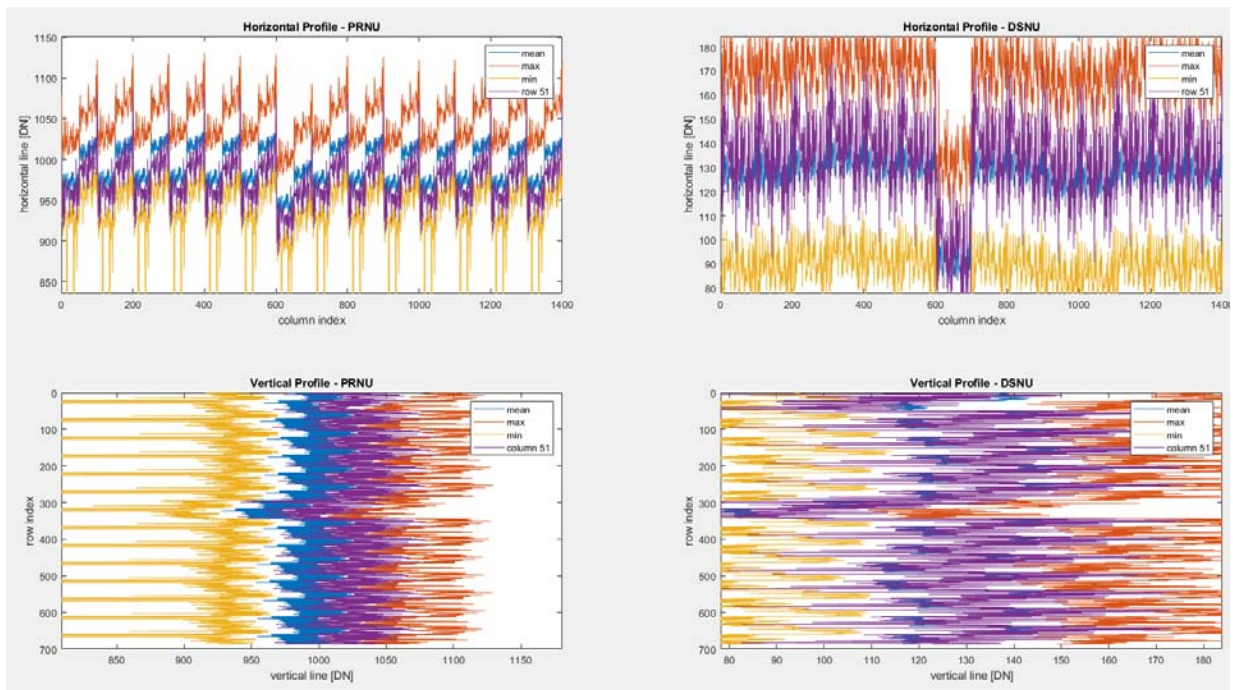 Horizontal Profile - PRNU
1150
1100
1050
1000
950
900
850
horizontal line [DN]
mean
max
min
row 51
0 200 400 600 800 1000 1200 1400
column index
Horizontal Profile - DSNU
180
170
160
150
140
130
120
110
100
90
80
horizontal line [DN]
mean
max
min
row 51
0 200 400 600 800 1000 1200 1400
column index
Vertical Profile - PRNU
0
100
200
300
400
500
600
700
row index
mean
max
min
column 51
850 900 950 1000 1050 1100 1150
vertical line [DN]
Vertical Profile - DSNU
0
100
200
300
400
500
600
700
row index
mean
max
min
column 51
80 90 100 110 120 130 140 150 160 170 180
vertical line [DN]